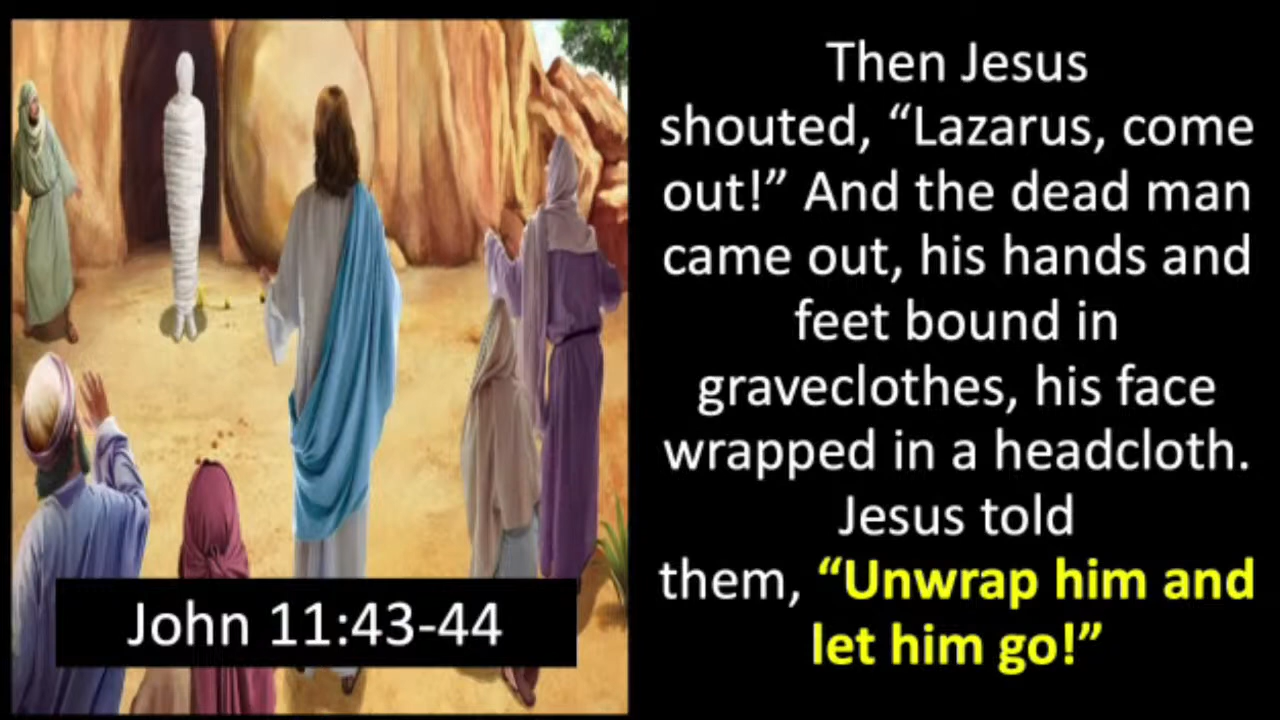 Then Jesus
shouted, “Lazarus, come
out!” And the dead man
came out, his hands and
feet bound in
graveclothes, his face
wrapped in a headcloth.
Jesus told
them, “Unwrap him and
let him go!”
John 11:43-44